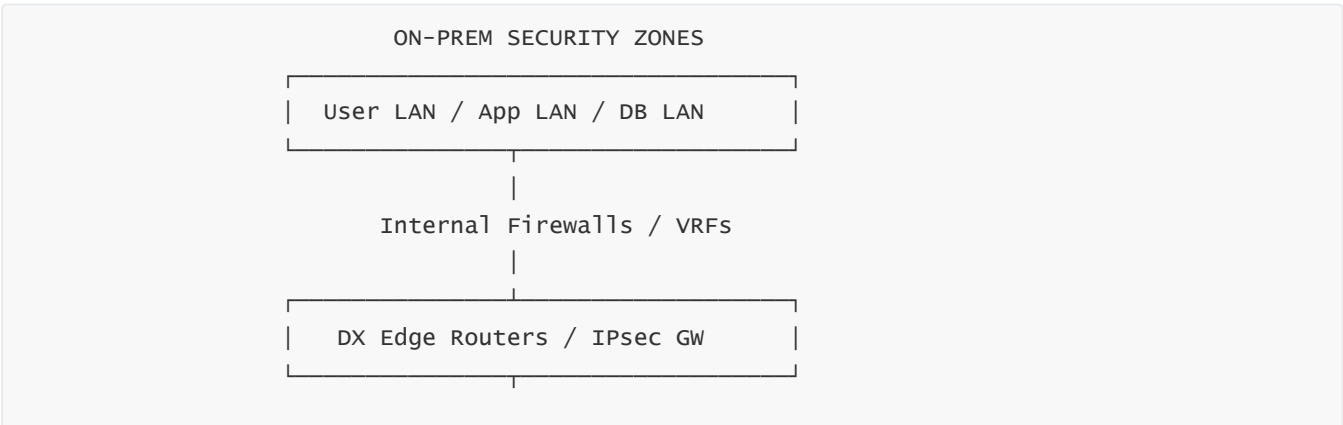 ON-PREM SECURITY ZONES
User LAN / App LAN / DB LAN
Internal Firewalls / VRFs
DX Edge Routers / IPsec GW